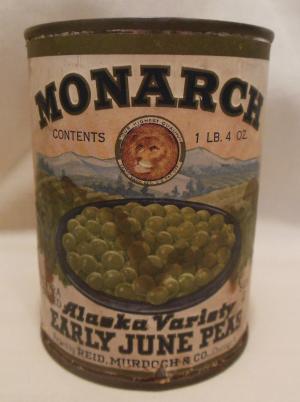 MONARCH
CONTENTS 1 LB. 4 OZ.
Alaska Variety
EARLY JUNE PEAS
REID, MURDOCH & CO.